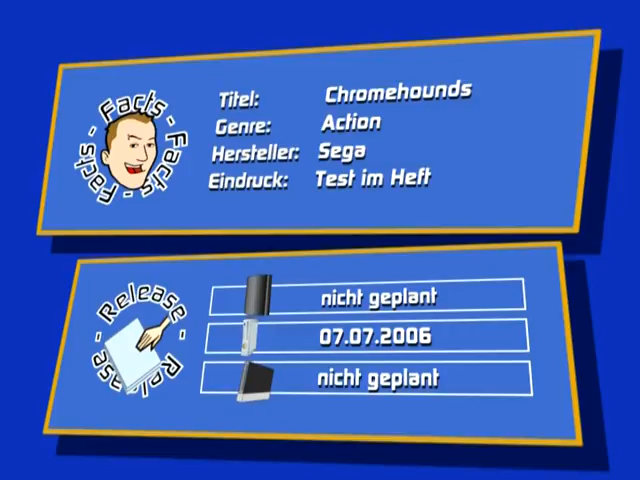 Facts - Facts - Facts -
Titel: Chromehounds
Genre: Action
Hersteller: Sega
Eindruck: Test im Heft
Release - Release -
nicht geplant
07.07.2006
nicht geplant